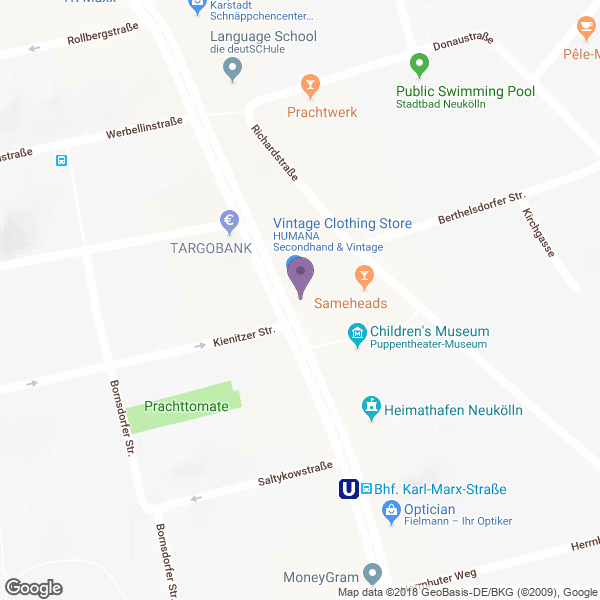 Karstadt
Schnäppchencenter...
Rollbergstraße
Language School
die deutSCHule
Donaustraße
Pêle-M
Public Swimming Pool
Stadtbad Neukölln
Prachtwerk
Werbellinstraße
Richardstraße
straße
Berthelsdorfer Str.
Kirchgasse
Vintage Clothing Store
HUMANA
Secondhand & Vintage
TARGOBANK
Sameheads
Kienitzer Str.
Children's Museum
Puppentheater-Museum
Bornsdorfer Str.
Prachttomate
Heimathafen Neukölln
Saltykowstraße
U
Bhf. Karl-Marx-Straße
Optician
Fielmann – Ihr Optiker
Bornsdorfer Str.
MoneyGram
Herrnhuter Weg
Herrnh
Google
Map data ©2018 GeoBasis-DE/BKG (©2009), Google